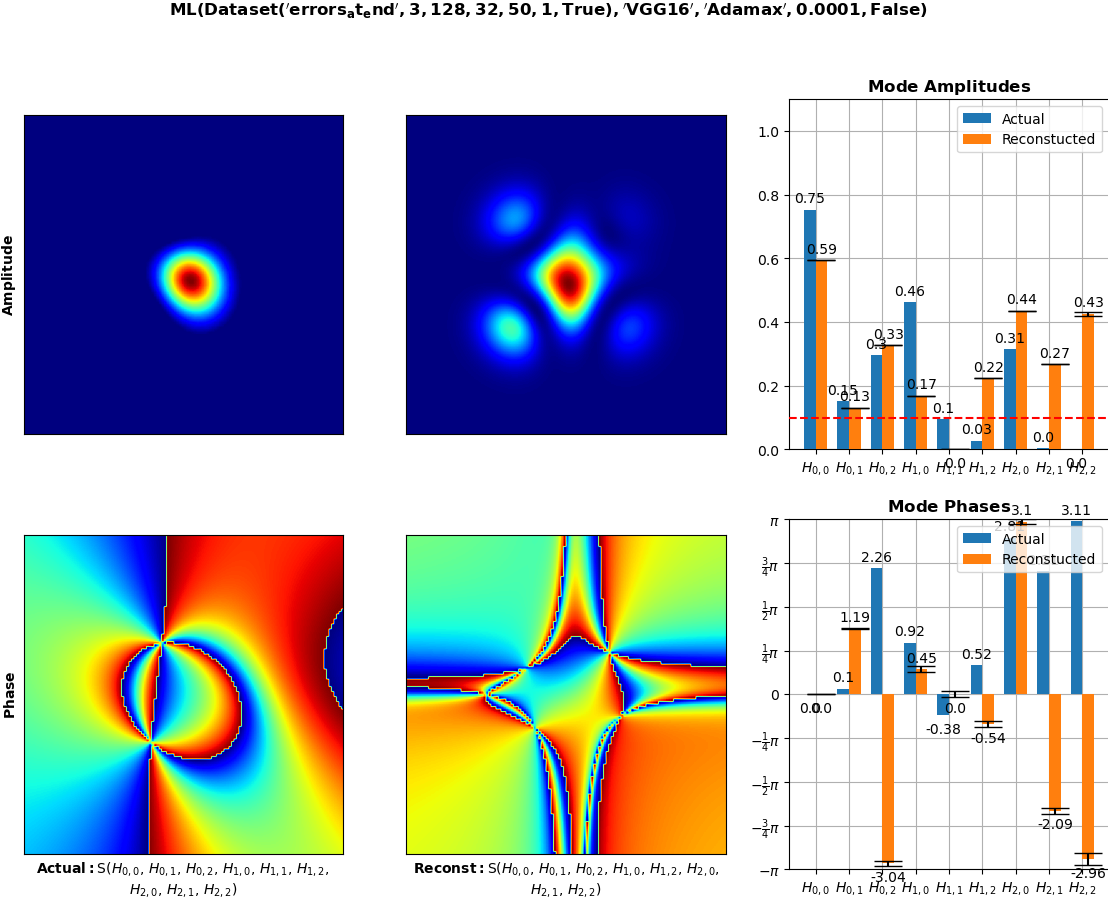 ML(Dataset('errorsₐtₑnd', 3, 128, 32, 50, 1, True), 'VGG16', 'Adamax', 0.0001, False)
Amplitude
Mode Amplitudes
Actual
Reconstucted
1.0
0.8
0.6
0.4
0.2
0.0
0.75
0.59
0.15
0.13
0.3
0.33
0.46
0.17
0.1
0.0
0.03
0.22
0.31
0.44
0.0
0.27
0.0
0.43
H₀,₀ H₀,₁ H₀,₂ H₁,₀ H₁,₁ H₁,₂ H₂,₀ H₂,₁ H₂,₂
Phase
Mode Phases
Actual
Reconstucted
π
3/4π
1/2π
1/4π
0
−1/4π
−1/2π
−3/4π
−π
0.0
0.0
0.1
1.19
2.26
-3.04
0.92
0.45
-0.38
0.0
0.52
-0.54
3.1
-2.09
3.11
-2.96
H₀,₀ H₀,₁ H₀,₂ H₁,₀ H₁,₁ H₁,₂ H₂,₀ H₂,₁ H₂,₂
Actual: S(H₀,₀, H₀,₁, H₀,₂, H₁,₀, H₁,₁, H₁,₂,
H₂,₀, H₂,₁, H₂,₂)
Reconst: S(H₀,₀, H₀,₁, H₀,₂, H₁,₀, H₁,₂, H₂,₀,
H₂,₁, H₂,₂)